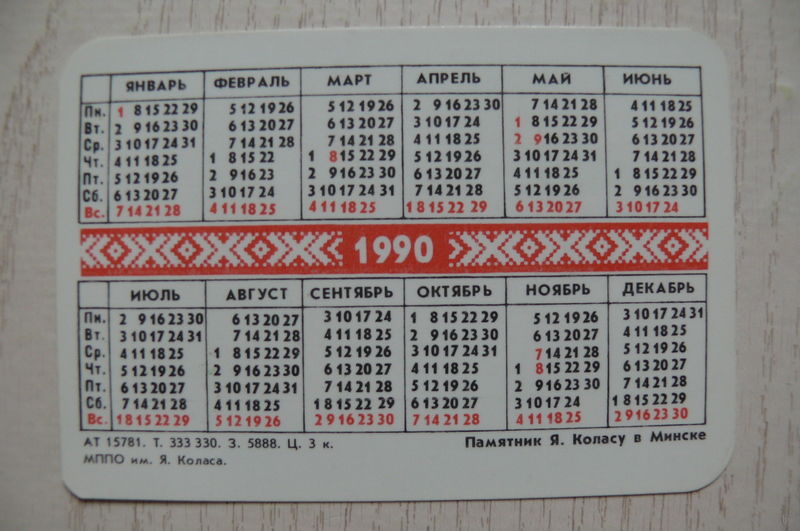 ЯНВАРЬ ФЕВРАЛЬ МАРТ АПРЕЛЬ МАЙ ИЮНЬ
Пн. 1 8 15 22 29 5 12 19 26 5 12 19 26 2 9 16 23 30 7 14 21 28 4 11 18 25
Вт. 2 9 16 23 30 6 13 20 27 6 13 20 27 3 10 17 24 1 8 15 22 29 5 12 19 26
Ср. 3 10 17 24 31 7 14 21 28 7 14 21 28 4 11 18 25 2 9 16 23 30 6 13 20 27
Чт. 4 11 18 25 1 8 15 22 1 8 15 22 29 5 12 19 26 3 10 17 24 31 7 14 21 28
Пт. 5 12 19 26 2 9 16 23 2 9 16 23 30 6 13 20 27 4 11 18 25 1 8 15 22 29
Сб. 6 13 20 27 3 10 17 24 3 10 17 24 31 7 14 21 28 5 12 19 26 2 9 16 23 30
Вс. 7 14 21 28 4 11 18 25 4 11 18 25 1 8 15 22 29 6 13 20 27 3 10 17 24
1990
ИЮЛЬ АВГУСТ СЕНТЯБРЬ ОКТЯБРЬ НОЯБРЬ ДЕКАБРЬ
Пн. 2 9 16 23 30 6 13 20 27 3 10 17 24 1 8 15 22 29 5 12 19 26 3 10 17 24 31
Вт. 3 10 17 24 31 7 14 21 28 4 11 18 25 2 9 16 23 30 6 13 20 27 4 11 18 25
Ср. 4 11 18 25 1 8 15 22 29 5 12 19 26 3 10 17 24 31 7 14 21 28 5 12 19 26
Чт. 5 12 19 26 2 9 16 23 30 6 13 20 27 4 11 18 25 1 8 15 22 29 6 13 20 27
Пт. 6 13 20 27 3 10 17 24 31 7 14 21 28 5 12 19 26 2 9 16 23 30 7 14 21 28
Сб. 7 14 21 28 4 11 18 25 1 8 15 22 29 6 13 20 27 3 10 17 24 1 8 15 22 29
Вс. 1 8 15 22 29 5 12 19 26 2 9 16 23 30 7 14 21 28 4 11 18 25 2 9 16 23 30
АТ 15781. Т. 333 330. З. 5888. Ц. 3 к. Памятник Я. Коласу в Минске
МППО им. Я. Коласа.